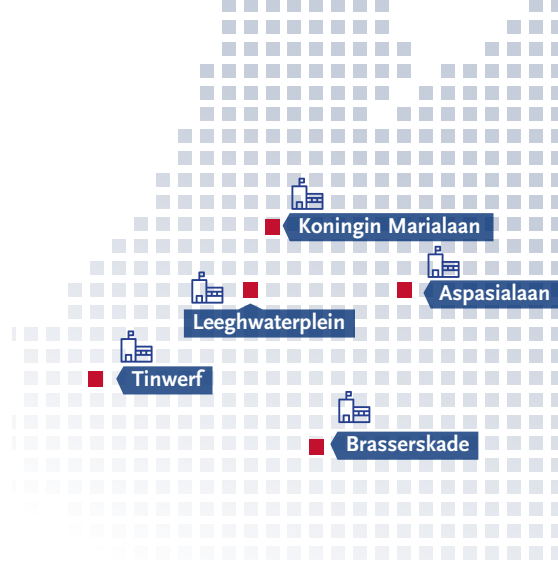 Koningin Marialaan
Aspasialaan
Leeghwaterplein
Tinwerf
Brasserskade